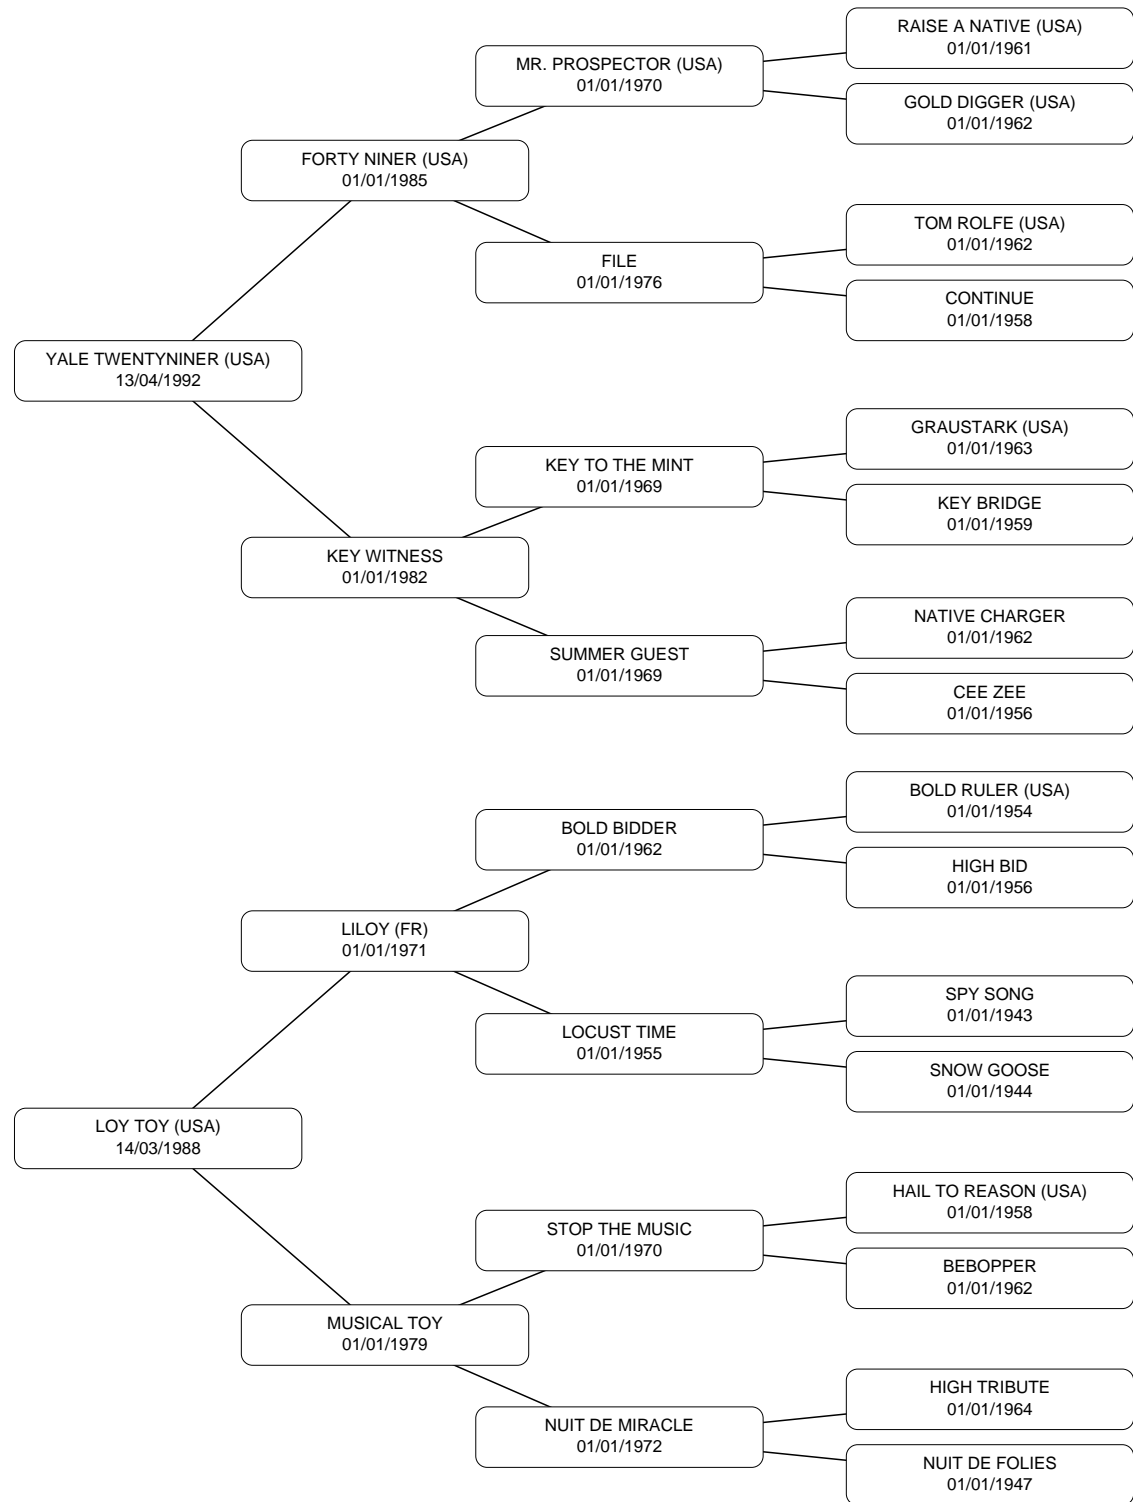 RAISE A NATIVE (USA)
01/01/1961
MR. PROSPECTOR (USA)
01/01/1970
GOLD DIGGER (USA)
01/01/1962
FORTY NINER (USA)
01/01/1985
TOM ROLFE (USA)
01/01/1962
FILE
01/01/1976
CONTINUE
01/01/1958
YALE TWENTYNINER (USA)
13/04/1992
GRAUSTARK (USA)
01/01/1963
KEY TO THE MINT
01/01/1969
KEY BRIDGE
01/01/1959
KEY WITNESS
01/01/1982
NATIVE CHARGER
01/01/1962
SUMMER GUEST
01/01/1969
CEE ZEE
01/01/1956
BOLD RULER (USA)
01/01/1954
BOLD BIDDER
01/01/1962
HIGH BID
01/01/1956
LILOY (FR)
01/01/1971
SPY SONG
01/01/1943
LOCUST TIME
01/01/1955
SNOW GOOSE
01/01/1944
LOY TOY (USA)
14/03/1988
HAIL TO REASON (USA)
01/01/1958
STOP THE MUSIC
01/01/1970
BEBOPPER
01/01/1962
MUSICAL TOY
01/01/1979
HIGH TRIBUTE
01/01/1964
NUIT DE MIRACLE
01/01/1972
NUIT DE FOLIES
01/01/1947